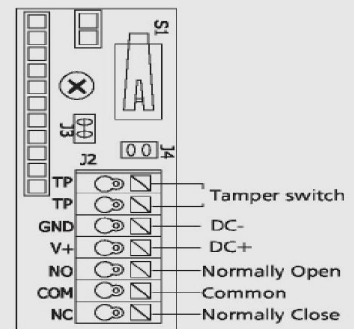 S1
J3
J4
J2
TP
TP
Tamper switch
GND DC-
V+ DC+
NO Normally Open
COM Common
NC Normally Close